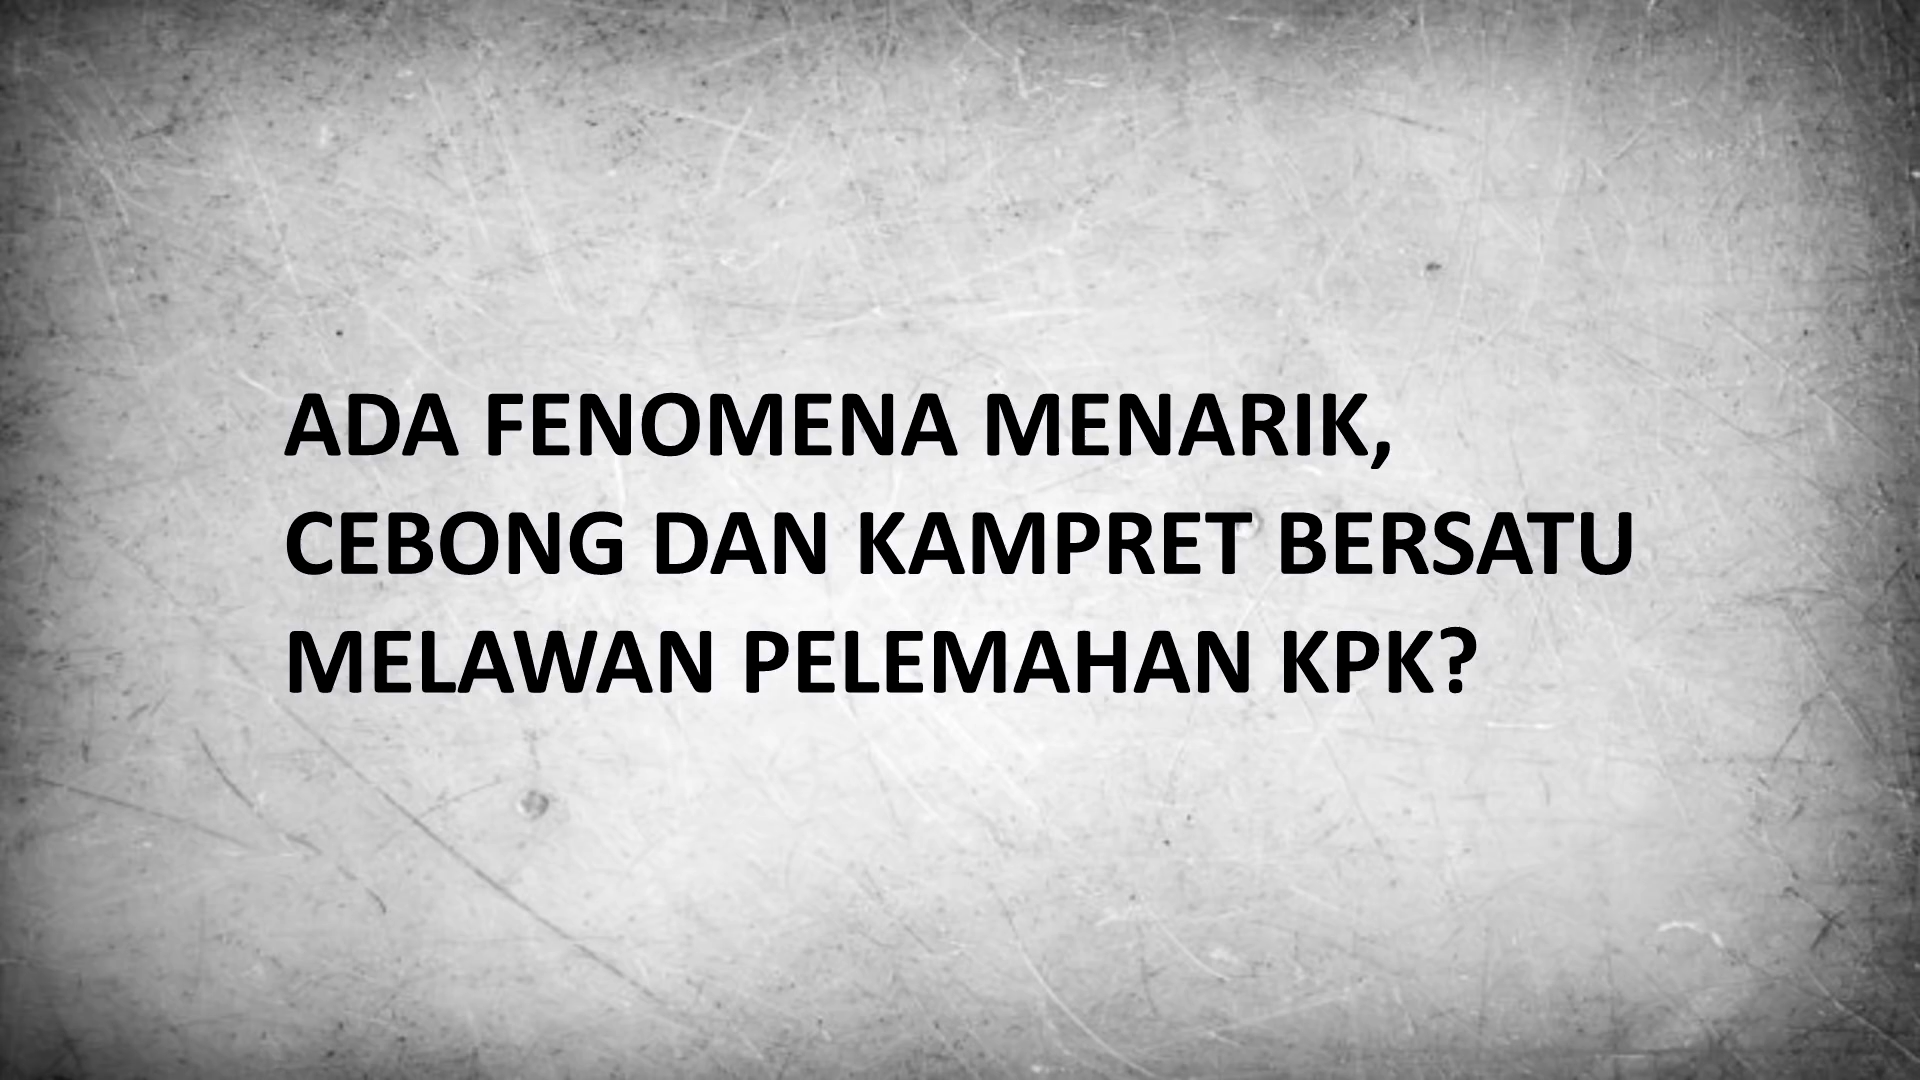 ADA FENOMENA MENARIK,
CEBONG DAN KAMPRET BERSATU
MELAWAN PELEMAHAN KPK?